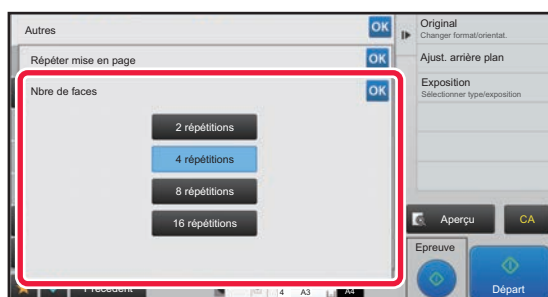 Autres
OK
Répéter mise en page
OK
Nbre de faces
OK
2 répétitions
4 répétitions
8 répétitions
16 répétitions
Original
Changer format/orientat.
Ajust. arrière plan
Exposition
Sélectionner type/exposition
Aperçu
CA
Epreuve
Départ
Précédent
4
A3
A4